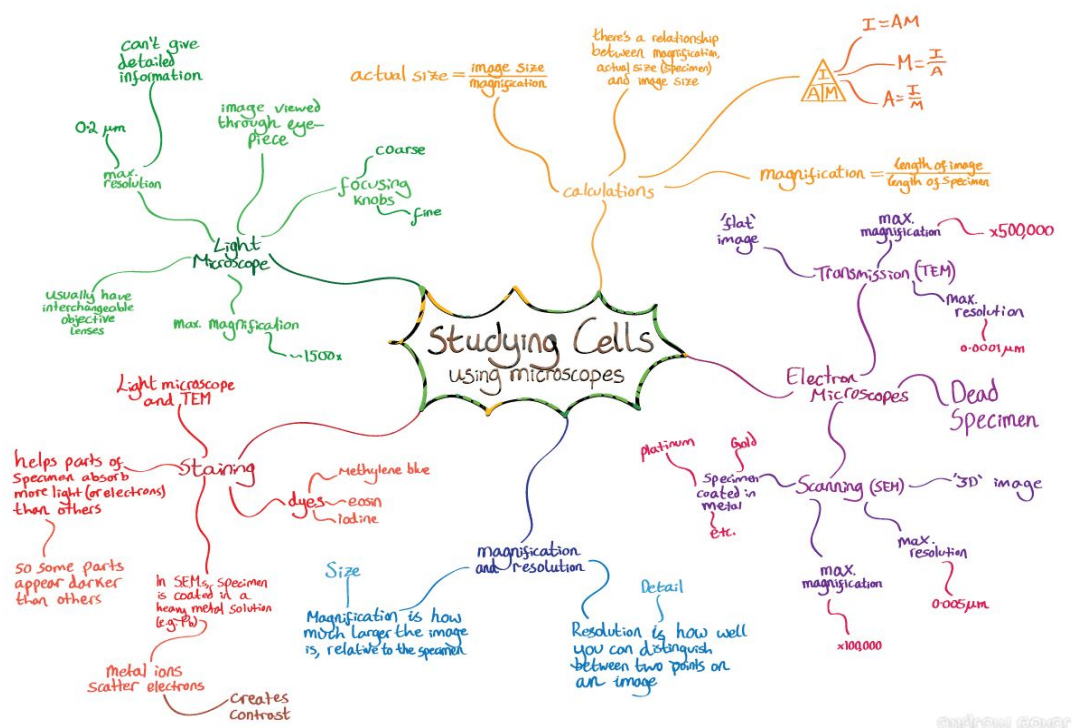 Studying Cells
using microscopes
Light
Microscope
can't give
detailed
information
0.2 μm
max.
resolution
image viewed
through eye-
piece
coarse
focusing
knobs
fine
usually have
interchangeable
objective
lenses
max. magnification
~1500x
calculations
actual size = image size
magnification
there's a relationship
between magnification,
actual size (specimen)
and image size
I
A M
I = AM
M = I
A
A = I
M
magnification = length of image
length of specimen
Electron
Microscopes
Dead
Specimen
Transmission (TEM)
'flat'
image
max.
magnification
x500,000
max.
resolution
0.0001 μm
Scanning (SEM)
'3D' image
platinum
Gold
Specimen
coated in
metal
etc.
max.
resolution
0.005 μm
max.
magnification
x100,000
magnification
and resolution
Size
Magnification is how
much larger the image
is, relative to the specimen
Detail
Resolution is how well
you can distinguish
between two points on
an image
Staining
Light microscope
and TEM
helps parts of
specimen absorb
more light (or electrons)
than others
so some parts
appear darker
than others
dyes
methylene blue
eosin
iodine
In SEMs, specimen
is coated in a
heavy metal solution
(e.g. Pb)
metal ions
scatter electrons
creates
controst